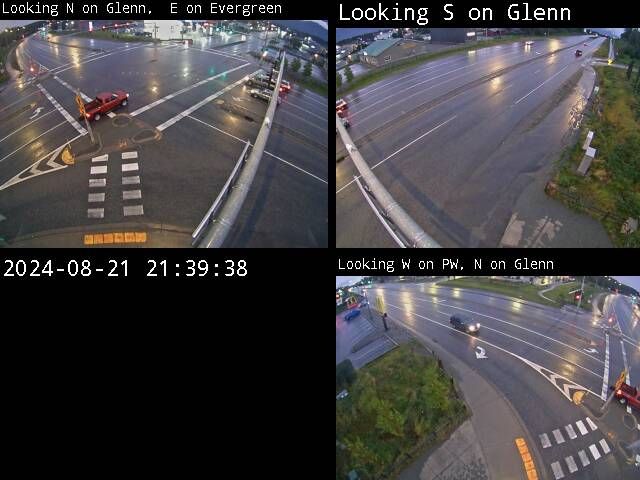 Looking N on Glenn,  E on Evergreen
Looking S on Glenn
2024-08-21 21:39:38
Looking W on PW, N on Glenn